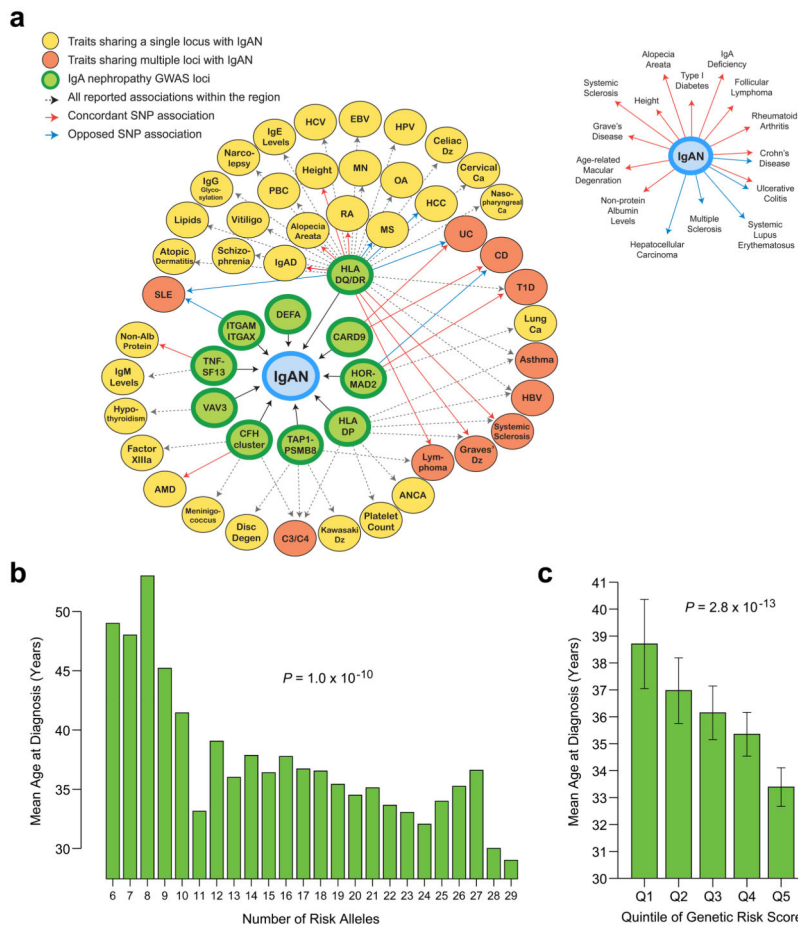 a
Traits sharing a single locus with IgAN
Traits sharing multiple loci with IgAN
IgA nephropathy GWAS loci
All reported associations within the region
Concordant SNP association
Opposed SNP association
Alopecia
Areata
IgA
Deficiency
Type I
Diabetes
Systemic
Sclerosis
Follicular
Lymphoma
Height
Rheumatoid
Arthritis
Grave's
Disease
IgAN
Crohn's
Disease
Age-related
Macular
Degenration
Ulcerative
Colitis
Non-protein
Albumin
Levels
Multiple
Sclerosis
Systemic
Lupus
Erythematosus
Hepatocellular
Carcinoma
HCV
EBV
HPV
IgE
Levels
Celiac
Dz
Narco-
lepsy
Height
MN
OA
Cervical
Ca
IgG
Glyco-
sylation
PBC
HCC
Naso-
pharyngeal
Ca
Lipids
Vitiligo
Alopecia
Areata
RA
MS
UC
Atopic
Dermatitis
Schizo-
phrenia
IgAD
HLA
DQ/DR
CD
SLE
T1D
DEFA
ITGAM
ITGAX
CARD9
Lung
Ca
Non-Alb
Protein
TNF-
SF13
IgAN
HOR-
MAD2
Asthma
IgM
Levels
HBV
VAV3
Hypo-
thyroidism
HLA
DP
Systemic
Sclerosis
CFH
cluster
TAP1-
PSMB8
Factor
XIIIa
Graves'
Dz
Lym-
phoma
AMD
ANCA
Meninigo-
coccus
Platelet
Count
Disc
Degen
C3/C4
Kawasaki
Dz
b
Mean Age at Diagnosis (Years)
50
45
40
35
30
P = 1.0 x 10-10
6 7 8 9 10 11 12 13 14 15 16 17 18 19 20 21 22 23 24 25 26 27 28 29
Number of Risk Alleles
c
Mean Age at Diagnosis (Years)
41
40
39
38
37
36
35
34
33
32
31
30
P = 2.8 x 10-13
Q1 Q2 Q3 Q4 Q5
Quintile of Genetic Risk Score